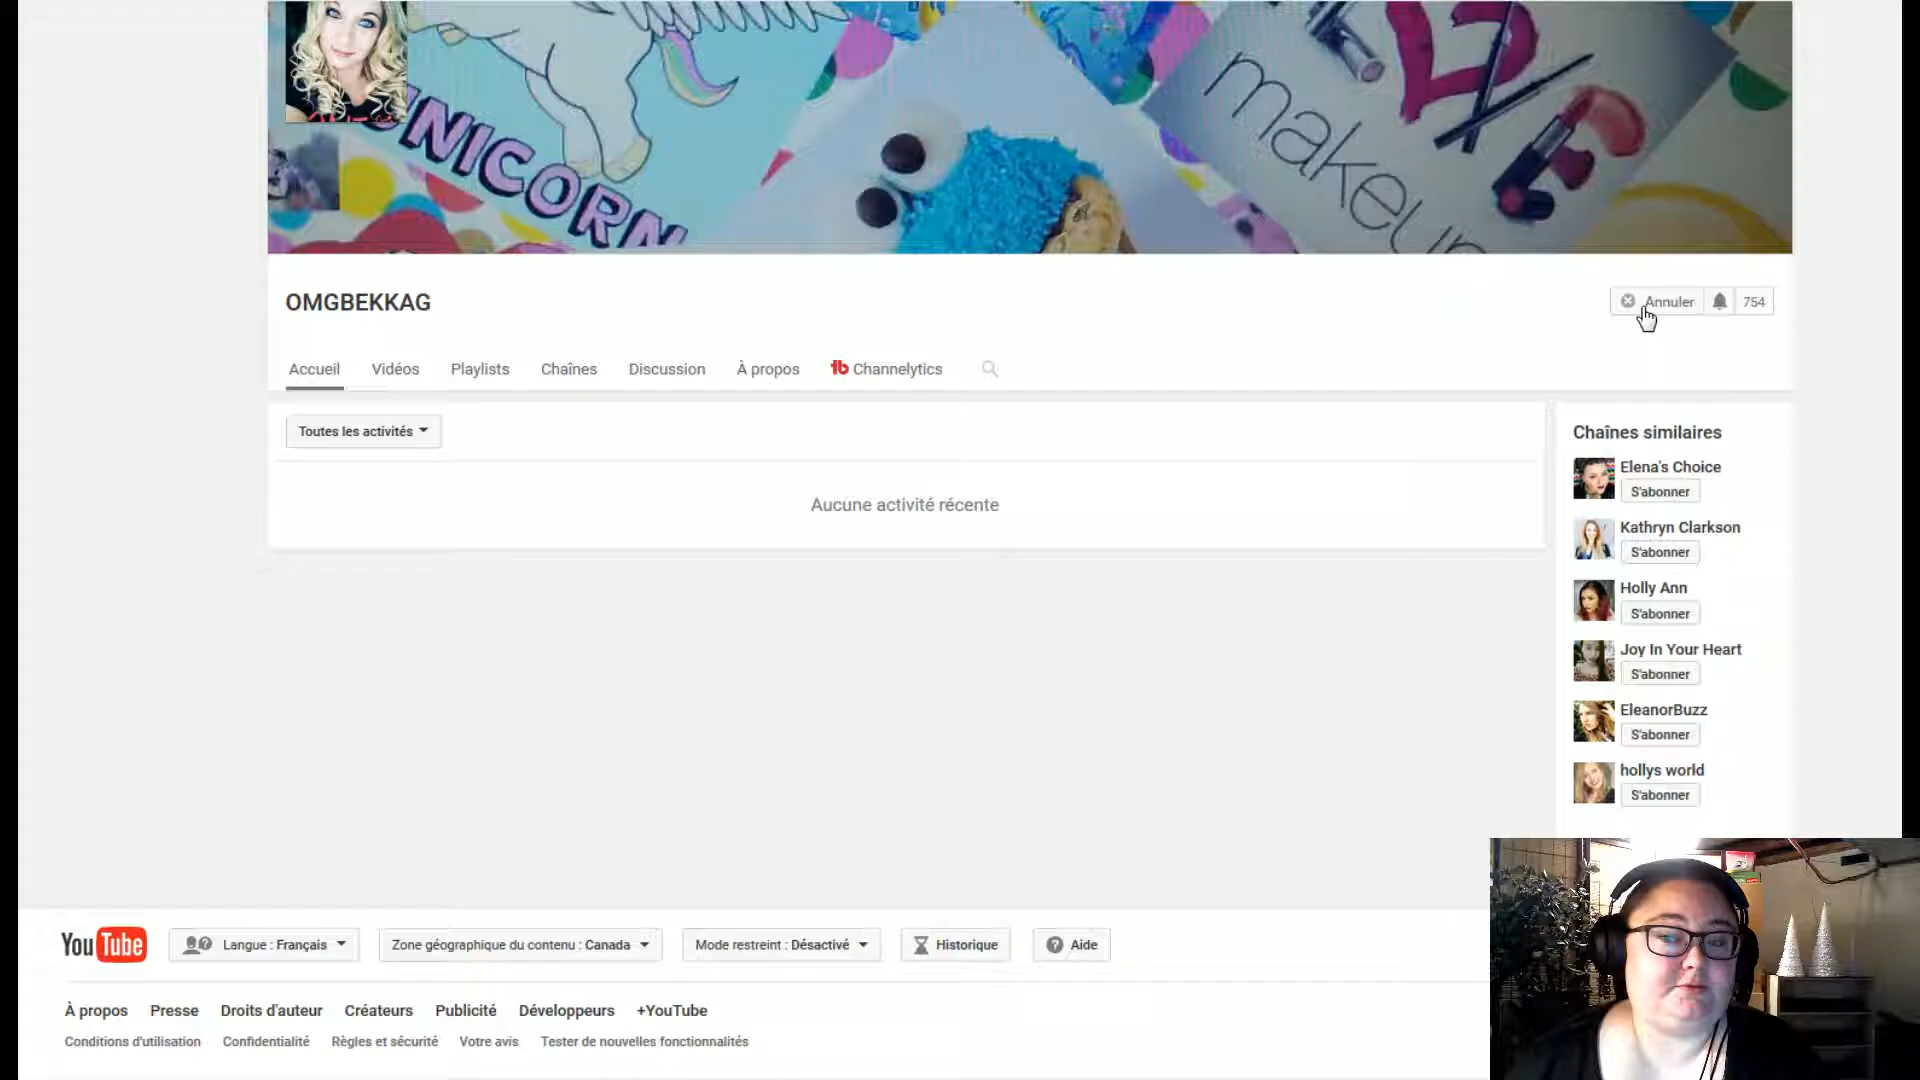 UNICORN
makeup
LOVE
OMGBEKKAG
Annuler
754
Accueil
Vidéos
Playlists
Chaînes
Discussion
À propos
Channelytics
Toutes les activités
Aucune activité récente
Chaînes similaires
Elena's Choice
S'abonner
Kathryn Clarkson
S'abonner
Holly Ann
S'abonner
Joy In Your Heart
S'abonner
EleanorBuzz
S'abonner
hollys world
S'abonner
YouTube
Langue : Français
Zone géographique du contenu : Canada
Mode restreint : Désactivé
Historique
Aide
À propos
Presse
Droits d'auteur
Créateurs
Publicité
Développeurs
+YouTube
Conditions d'utilisation
Confidentialité
Règles et sécurité
Votre avis
Tester de nouvelles fonctionnalités